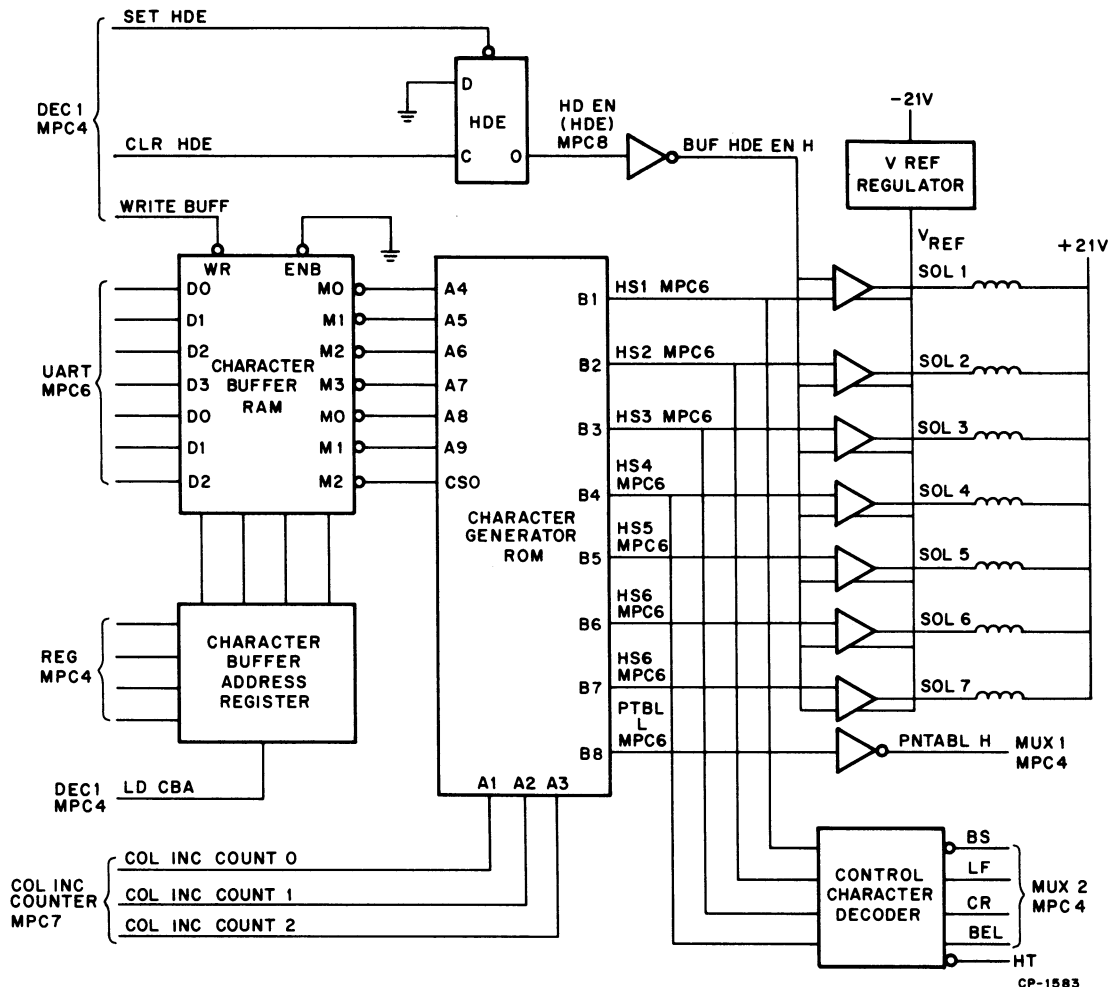 SET HDE
DEC 1
MPC4
CLR HDE
D
HDE
C
O
HD EN
(HDE)
MPC8
BUF HDE EN H
-21V
V REF
REGULATOR
VREF
+21V
WRITE BUFF
WR
ENB
UART
MPC6
D0
D1
D2
D3
D0
D1
D2
CHARACTER
BUFFER
RAM
M0
M1
M2
M3
M0
M1
M2
A4
A5
A6
A7
A8
A9
CSO
CHARACTER
GENERATOR
ROM
B1
B2
B3
B4
B5
B6
B7
B8
A1
A2
A3
HS1 MPC6
HS2 MPC6
HS3 MPC6
HS4
MPC6
HS5
MPC6
HS6
MPC6
HS6
MPC6
PTBL
L
MPC6
SOL 1
SOL 2
SOL 3
SOL 4
SOL 5
SOL 6
SOL 7
PNTABL H
MUX 1
MPC4
REG
MPC4
CHARACTER
BUFFER
ADDRESS
REGISTER
DEC1
MPC4
LD CBA
COL INC
COUNTER
MPC7
COL INC COUNT 0
COL INC COUNT 1
COL INC COUNT 2
CONTROL
CHARACTER
DECODER
BS
LF
CR
BEL
HT
MUX 2
MPC4
CP-1583